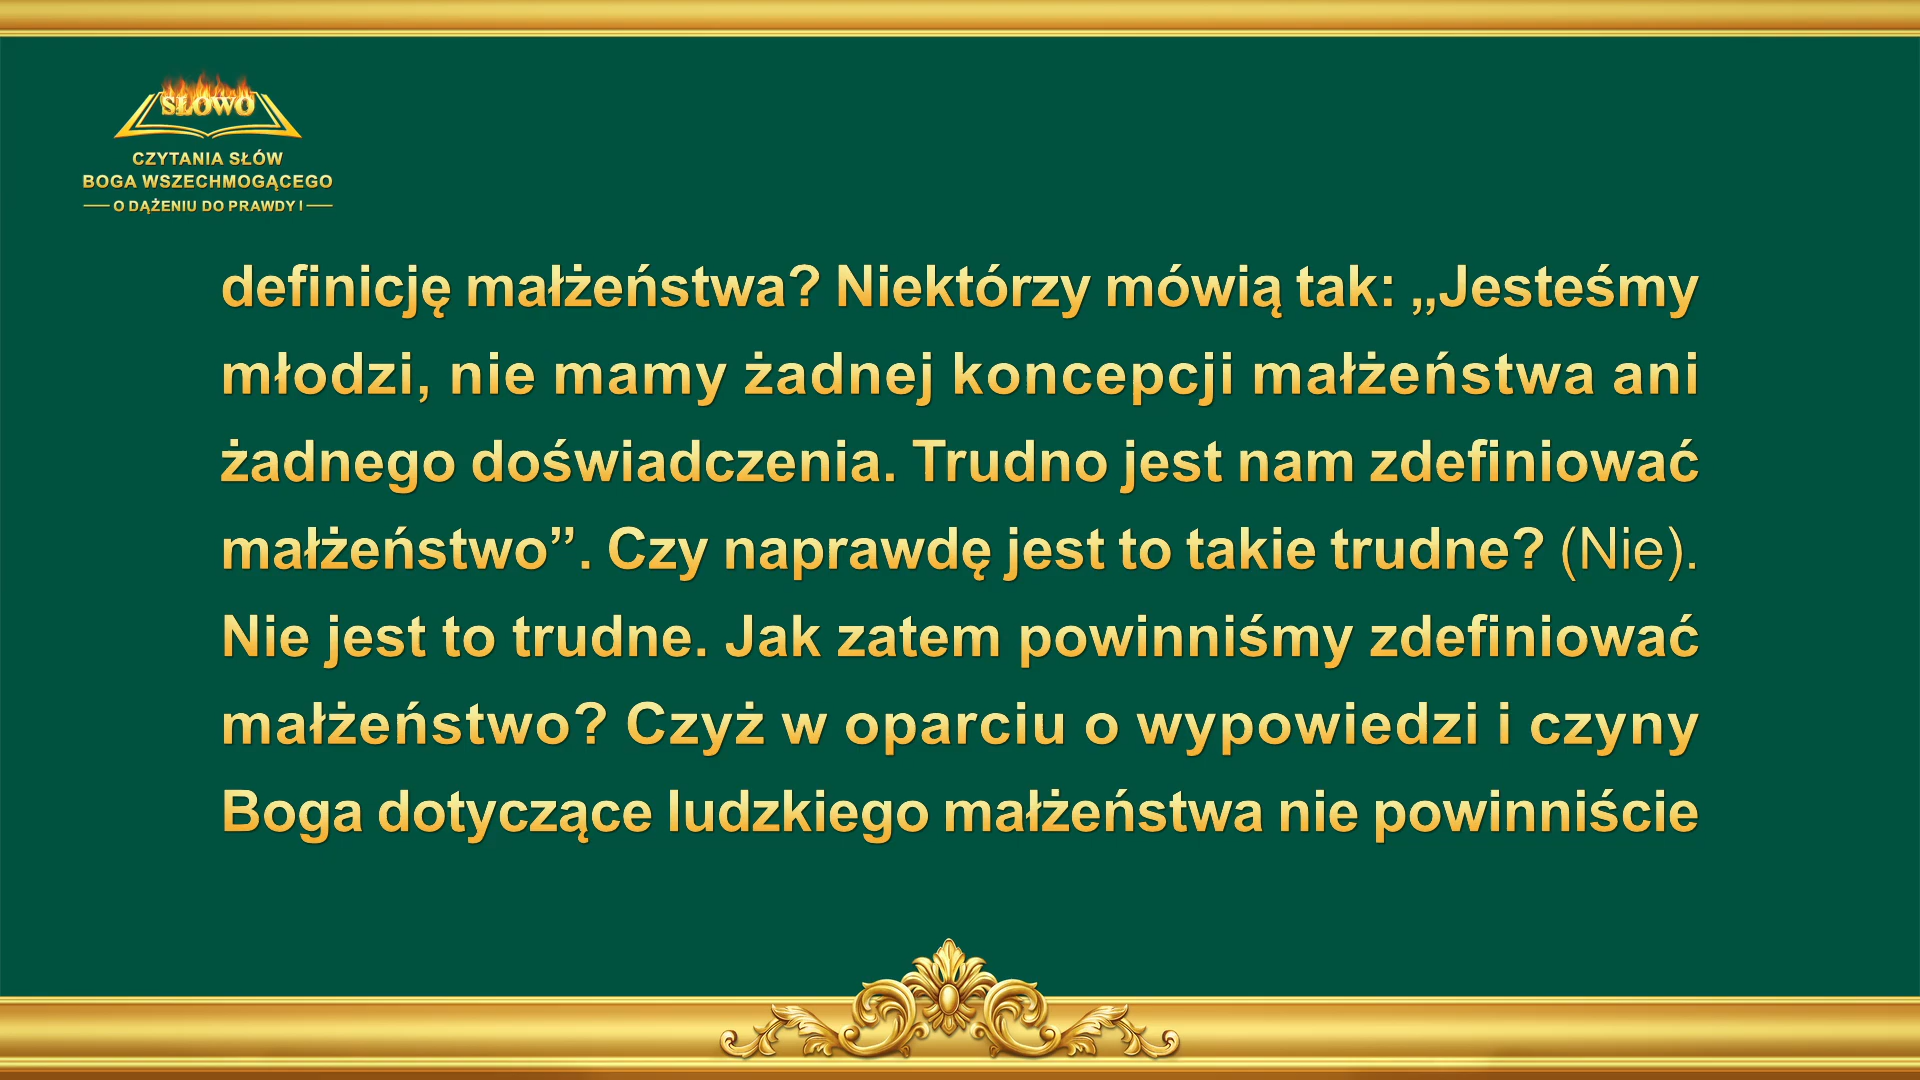 SŁOWO
CZYTANIA SŁÓW
BOGA WSZECHMOGĄCEGO
O DĄŻENIU DO PRAWDY I
definicję małżeństwa? Niektórzy mówią tak: „Jesteśmy
młodzi, nie mamy żadnej koncepcji małżeństwa ani
żadnego doświadczenia. Trudno jest nam zdefiniować
małżeństwo”. Czy naprawdę jest to takie trudne? (Nie).
Nie jest to trudne. Jak zatem powinniśmy zdefiniować
małżeństwo? Czyż w oparciu o wypowiedzi i czyny
Boga dotyczące ludzkiego małżeństwa nie powinniście